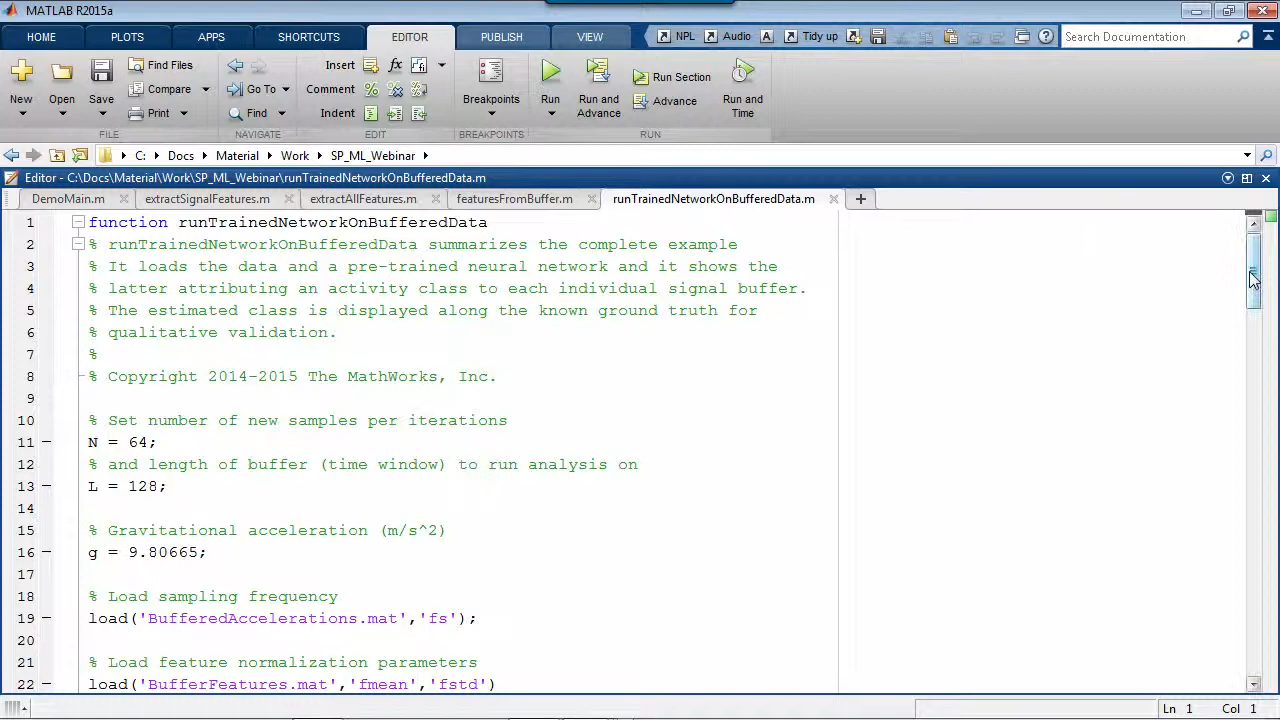 MATLAB R2015a
HOME PLOTS APPS SHORTCUTS EDITOR PUBLISH VIEW NPL Audio A Tidy up Search Documentation
New Open Save Find Files Compare Print
Go To Find
Insert fx
Comment
Indent
Breakpoints
Run Run and Advance Run Section Advance Run and Time
FILE NAVIGATE EDIT BREAKPOINTS RUN
C: Docs Material Work SP_ML_Webinar
Editor - C:\Docs\Material\Work\SP_ML_Webinar\runTrainedNetworkOnBufferedData.m
DemoMain.m extractSignalFeatures.m extractAllFeatures.m featuresFromBuffer.m runTrainedNetworkOnBufferedData.m
1 function runTrainedNetworkOnBufferedData
2 % runTrainedNetworkOnBufferedData summarizes the complete example
3 % It loads the data and a pre-trained neural network and it shows the
4 % latter attributing an activity class to each individual signal buffer.
5 % The estimated class is displayed along the known ground truth for
6 % qualitative validation.
7 %
8 % Copyright 2014-2015 The MathWorks, Inc.
9
10 % Set number of new samples per iterations
11 N = 64;
12 % and length of buffer (time window) to run analysis on
13 L = 128;
14
15 % Gravitational acceleration (m/s^2)
16 g = 9.80665;
17
18 % Load sampling frequency
19 load('BufferedAccelerations.mat','fs');
20
21 % Load feature normalization parameters
22 load('BufferFeatures.mat','fmean','fstd')
Ln 1 Col 1